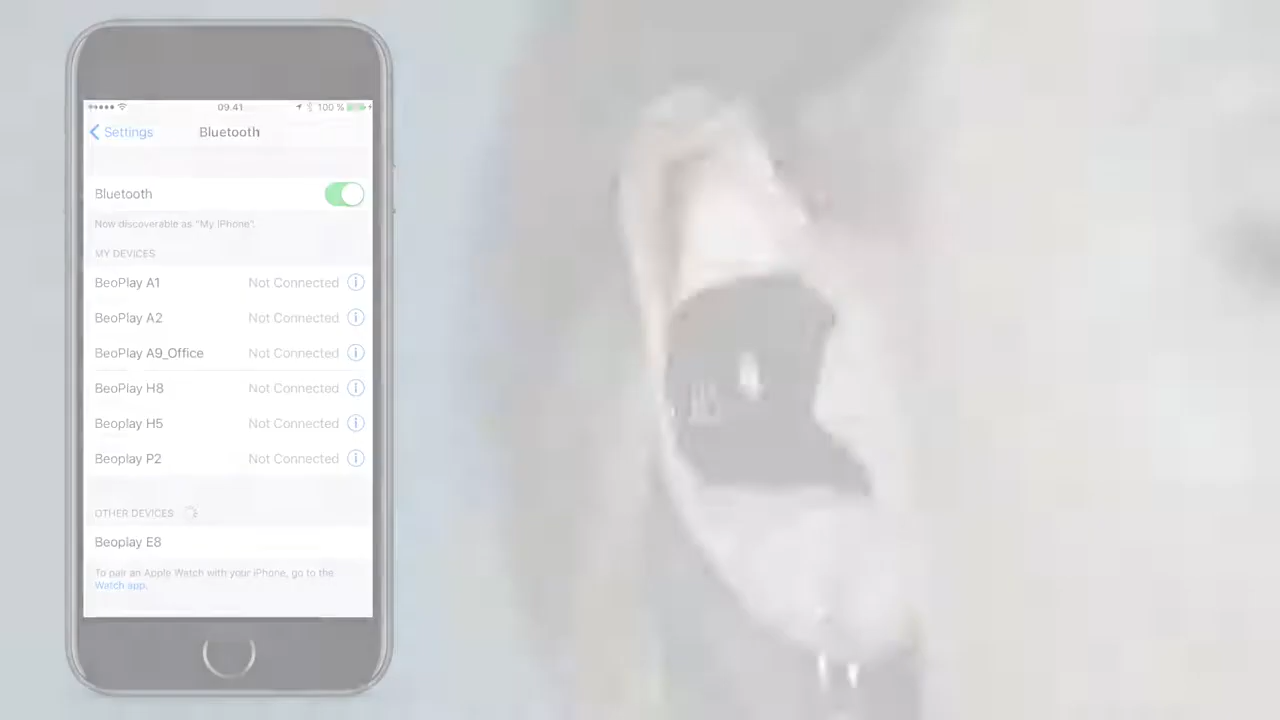 09.41
100 %
Settings
Bluetooth
Bluetooth
Now discoverable as "My iPhone".
MY DEVICES
BeoPlay A1 Not Connected
BeoPlay A2 Not Connected
BeoPlay A9_Office Not Connected
BeoPlay H8 Not Connected
Beoplay H5 Not Connected
Beoplay P2 Not Connected
OTHER DEVICES
Beoplay E8
To pair an Apple Watch with your iPhone, go to the
Watch app.